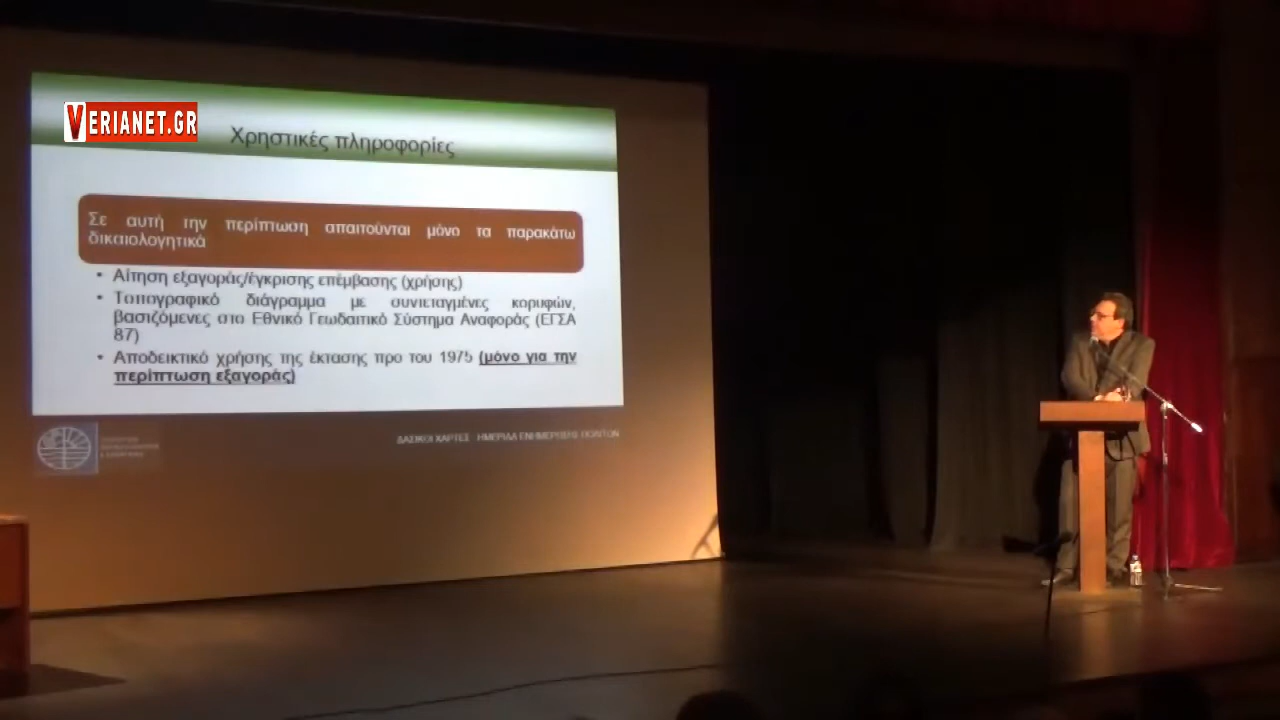 VERIANET.GR
Χρηστικές πληροφορίες
Σε αυτή την περίπτωση απαιτούνται μόνο τα παρακάτω
δικαιολογητικά
• Αίτηση εξαγοράς/έγκρισης επέμβασης (χρήσης)
• Τοπογραφικό διάγραμμα με συντεταγμένες κορυφών,
βασιζόμενες στο Εθνικό Γεωδαιτικό Σύστημα Αναφοράς (ΕΓΣΑ
87)
• Αποδεικτικό χρήσης της έκτασης προ του 1975 (μόνο για την
περίπτωση εξαγοράς)
ΔΑΣΙΚΟΙ ΧΑΡΤΕΣ ΗΜΕΡΙΔΑ ΕΝΗΜΕΡΩΣΗΣ ΠΟΛΙΤΩΝ